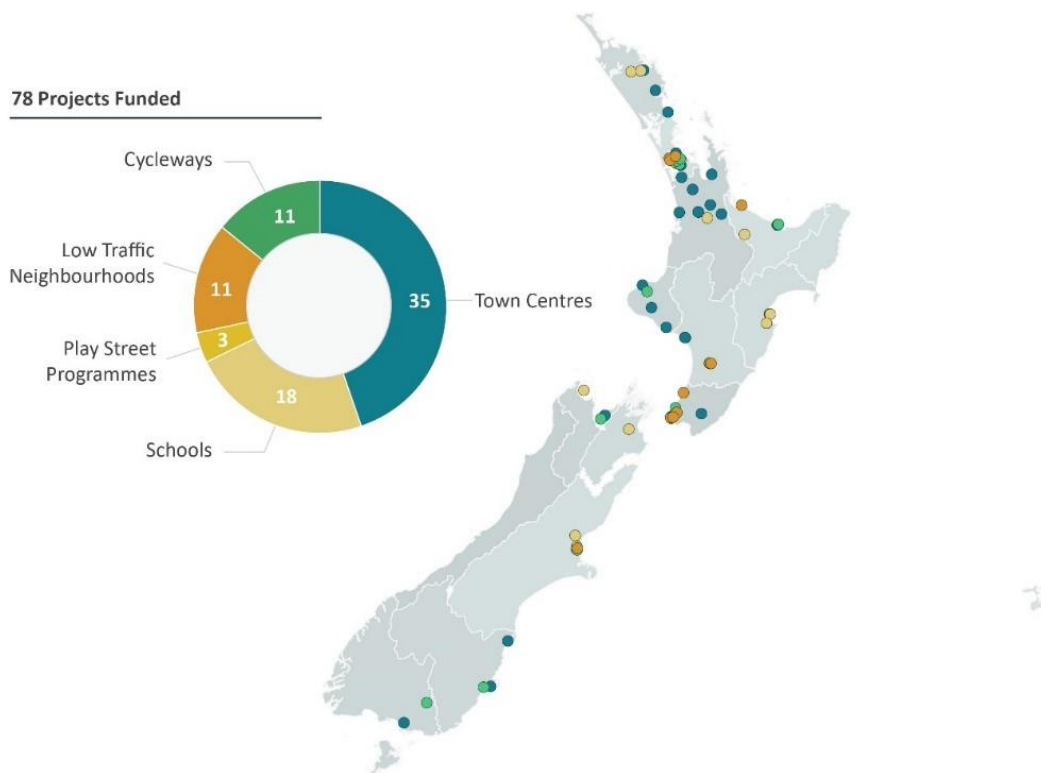 78 Projects Funded
Cycleways
11
Low Traffic
Neighbourhoods
11
35
Town Centres
Play Street
Programmes
3
18
Schools